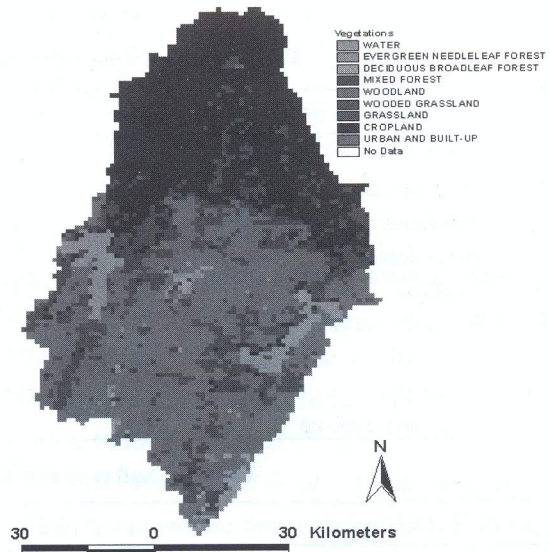 Vegetations
WATER
EVERGREEN NEEDLELEAF FOREST
DECIDUOUS BROADLEAF FOREST
MIXED FOREST
WOODLAND
WOODED GRASSLAND
GRASSLAND
CROPLAND
URBAN AND BUILT-UP
No Data
N
30 0 30 Kilometers